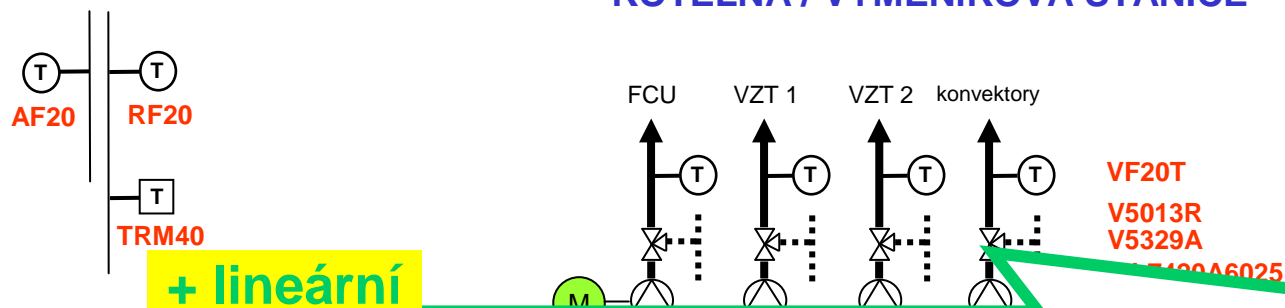 T
T
AF20
RF20
T
TRM40
+ lineární
FCU
VZT 1
VZT 2
konvektory
T
T
T
T
VF20T
V5013R
V5329A
M